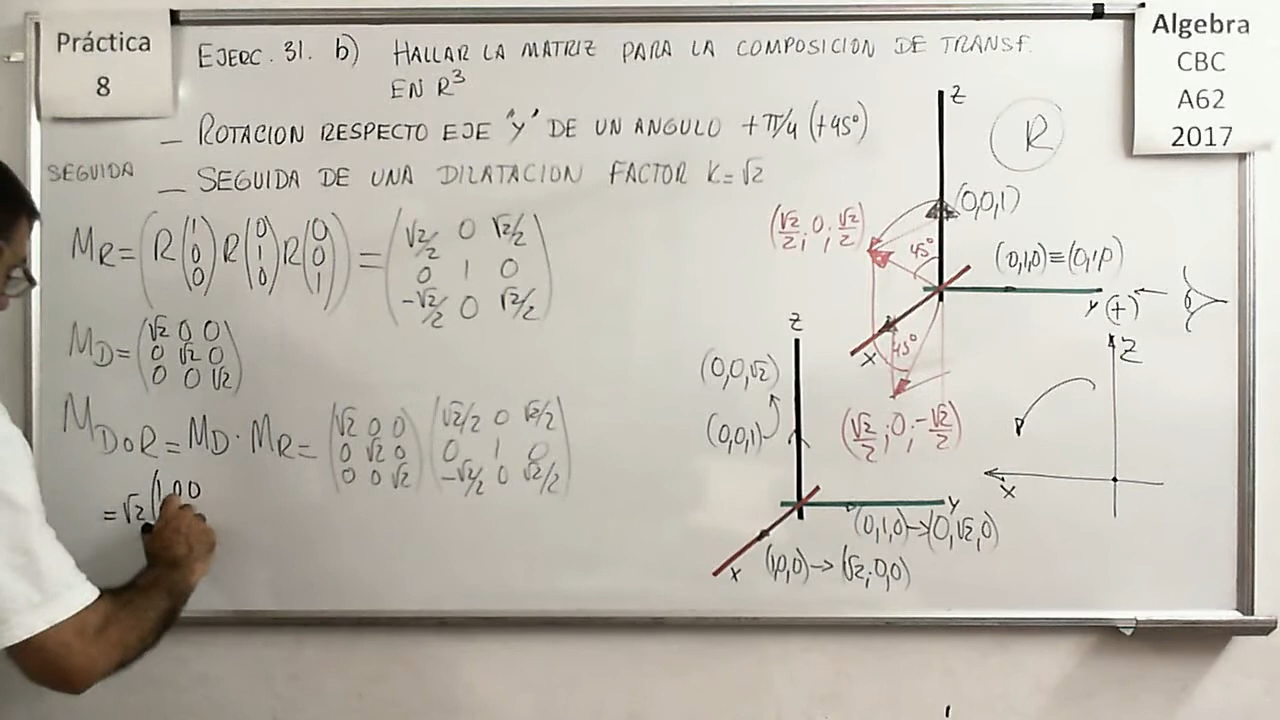 Práctica
8
EJERC. 31. b) HALLAR LA MATRIZ PARA LA COMPOSICION DE TRANSF.
EN R³
_ ROTACION RESPECTO EJE "Y" DE UN ANGULO + π/4 (+45°)
SEGUIDA _ SEGUIDA DE UNA DILATACION FACTOR K=√2
M_R = (R(1 0 0) R(0 1 0) R(0 0 1)) = (√2/2 0 √2/2
0 1 0
-√2/2 0 √2/2)
M_D = (√2 0 0
0 √2 0
0 0 √2)
M_DoR = M_D · M_R = (√2 0 0
0 √2 0
0 0 √2) (√2/2 0 √2/2
0 1 0
-√2/2 0 √2/2)
= √2 (1 0 0
Algebra
CBC
A62
2017
R
Z
(0,0,1)
(√2/2; 0; √2/2)
45°
(0,1,0)≡(0,1,0)
Y (+)
X
45°
(√2/2; 0; -√2/2)
Z
(0,0,√2)
(0,0,1)
Y
(0,1,0)→(0,√2,0)
X
(1,0,0)→(√2;0;0)
Z
X